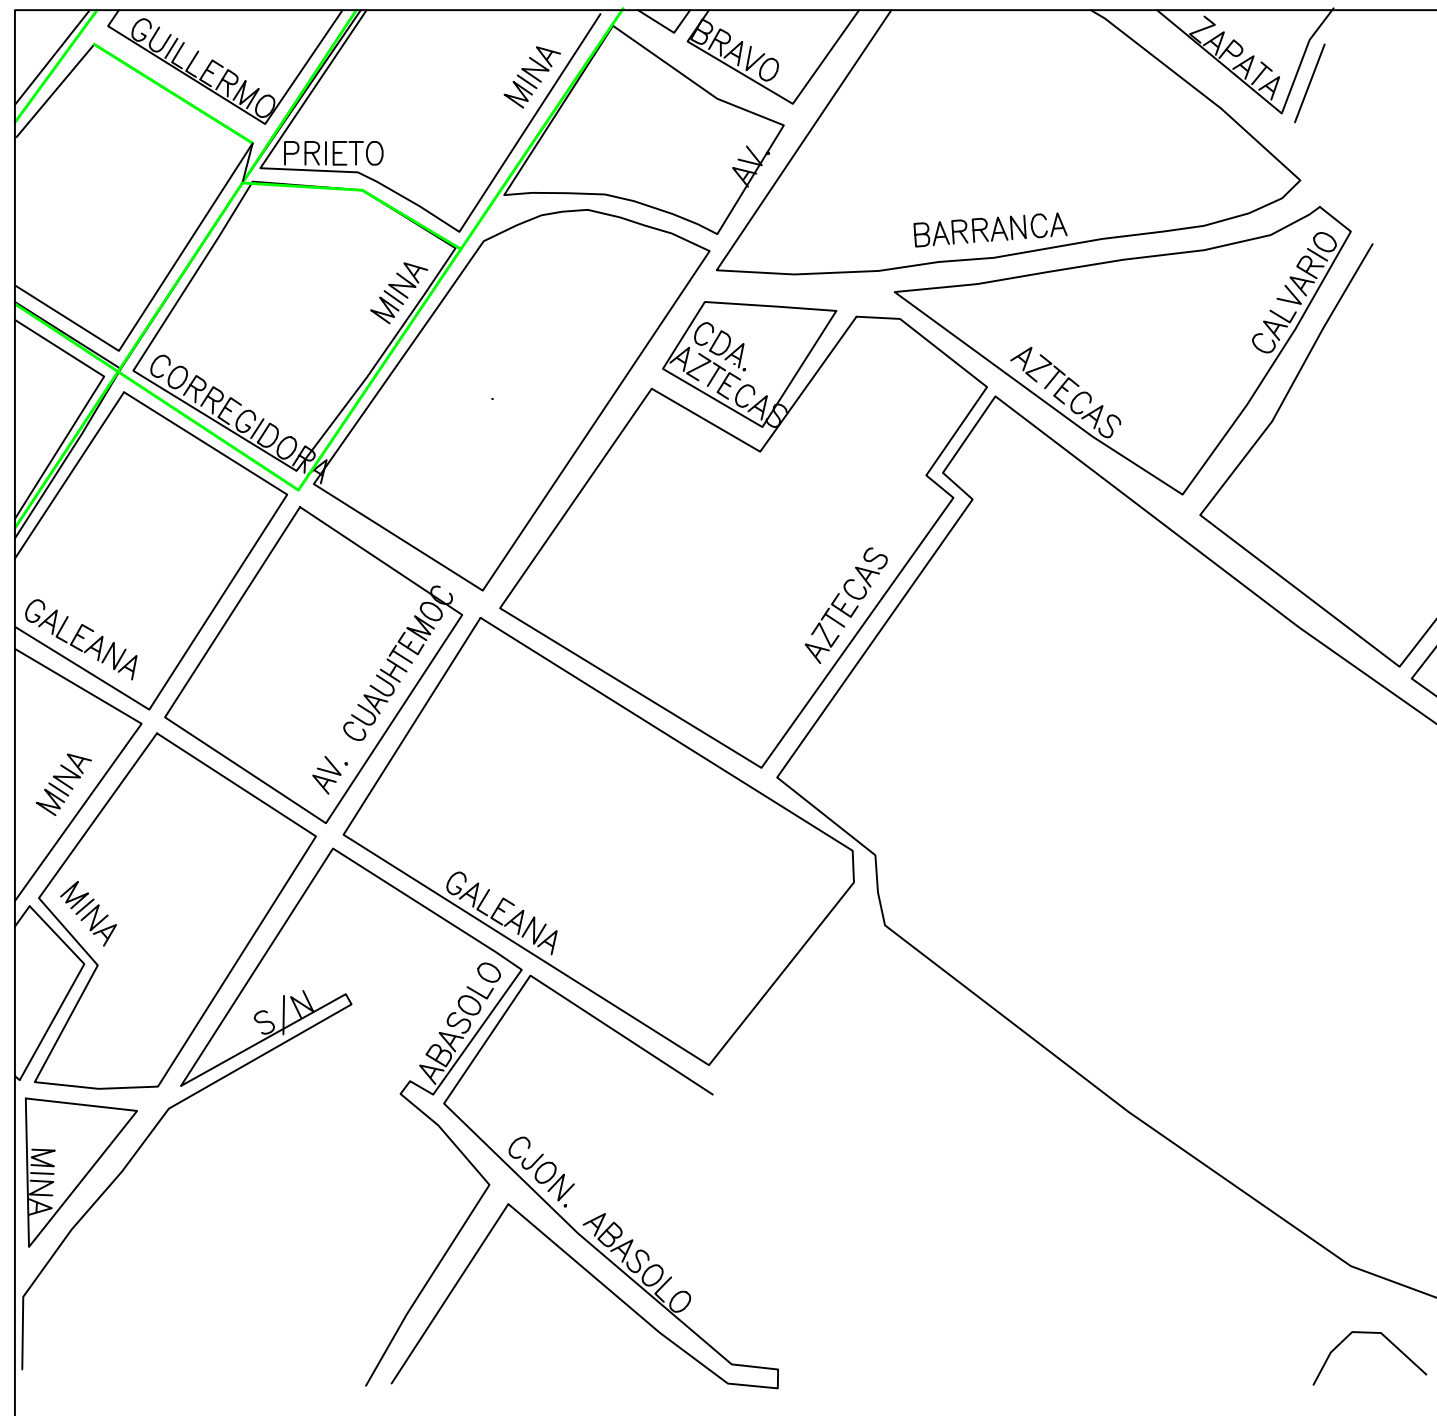 GUILLERMO
MINA
BRAVO
ZAPATA
PRIETO
AV.
BARRANCA
MINA
CALVARIO
CDA.
AZTECAS
AZTECAS
CORREGIDORA
AZTECAS
GALEANA
AV. CUAUHTEMOC
MINA
MINA
GALEANA
ABASOLO
S/N
MINA
CJON. ABASOLO